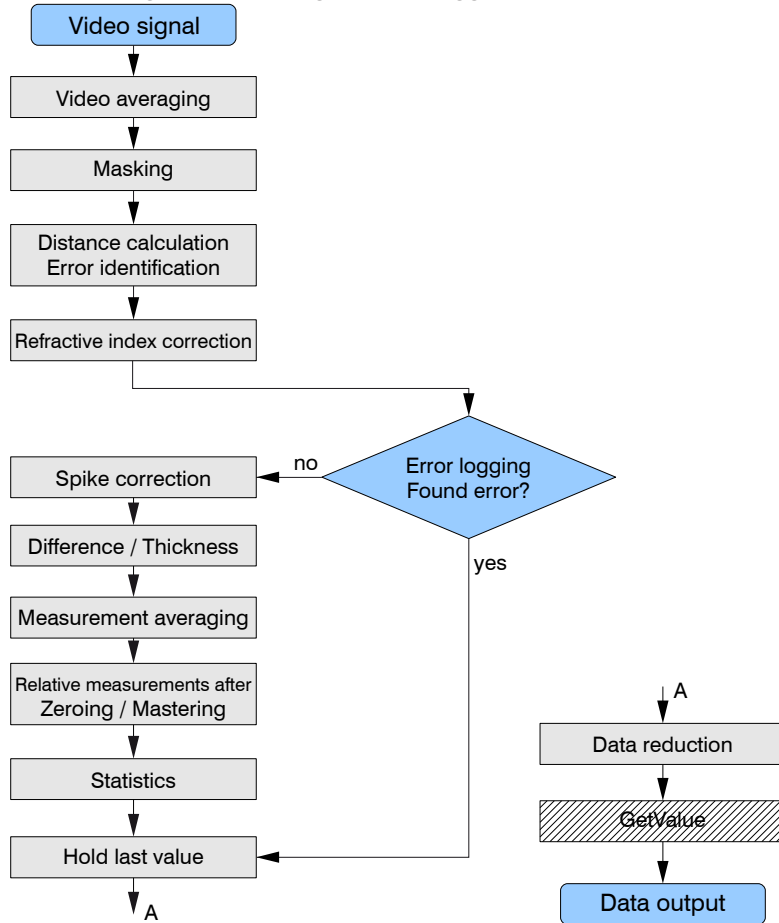 Video signal
Video averaging
Masking
Distance calculation
Error identification
Refractive index correction
Error logging
Found error?
no
yes
Spike correction
Difference / Thickness
Measurement averaging
Relative measurements after
Zeroing / Mastering
Statistics
Hold last value
A
A
Data reduction
GetValue
Data output